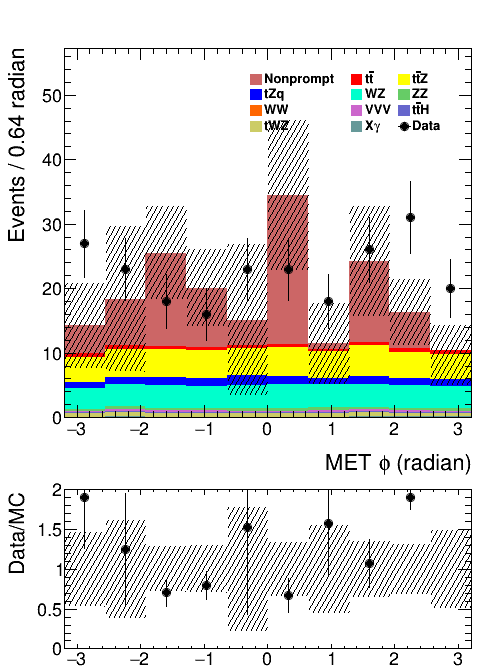 Events / 0.64 radian
50
40
30
20
10
0
Nonprompt tt̄ tt̄Z
tZq WZ ZZ
WW VVV tt̄H
tWZ Xγ Data
−3 −2 −1 0 1 2 3
MET ϕ (radian)
Data/MC
2
1.5
1
0.5
0
−3 −2 −1 0 1 2 3